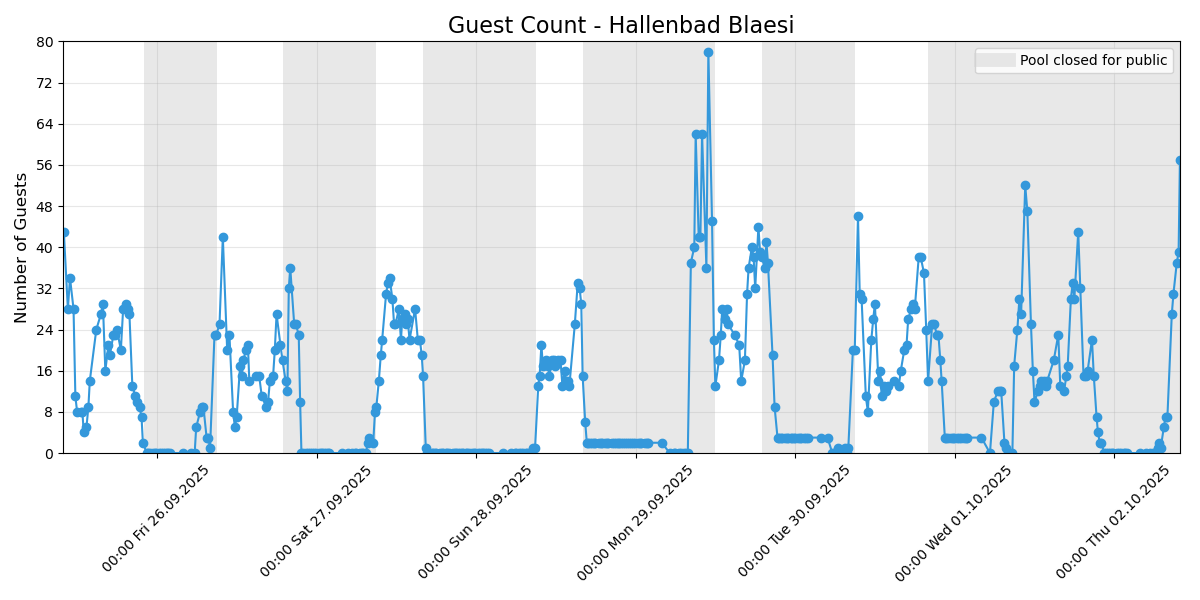 Guest Count - Hallenbad Blaesi
Pool closed for public
Number of Guests
80
72
64
56
48
40
32
24
16
8
0
00:00 Fri 26.09.2025
00:00 Sat 27.09.2025
00:00 Sun 28.09.2025
00:00 Mon 29.09.2025
00:00 Tue 30.09.2025
00:00 Wed 01.10.2025
00:00 Thu 02.10.2025